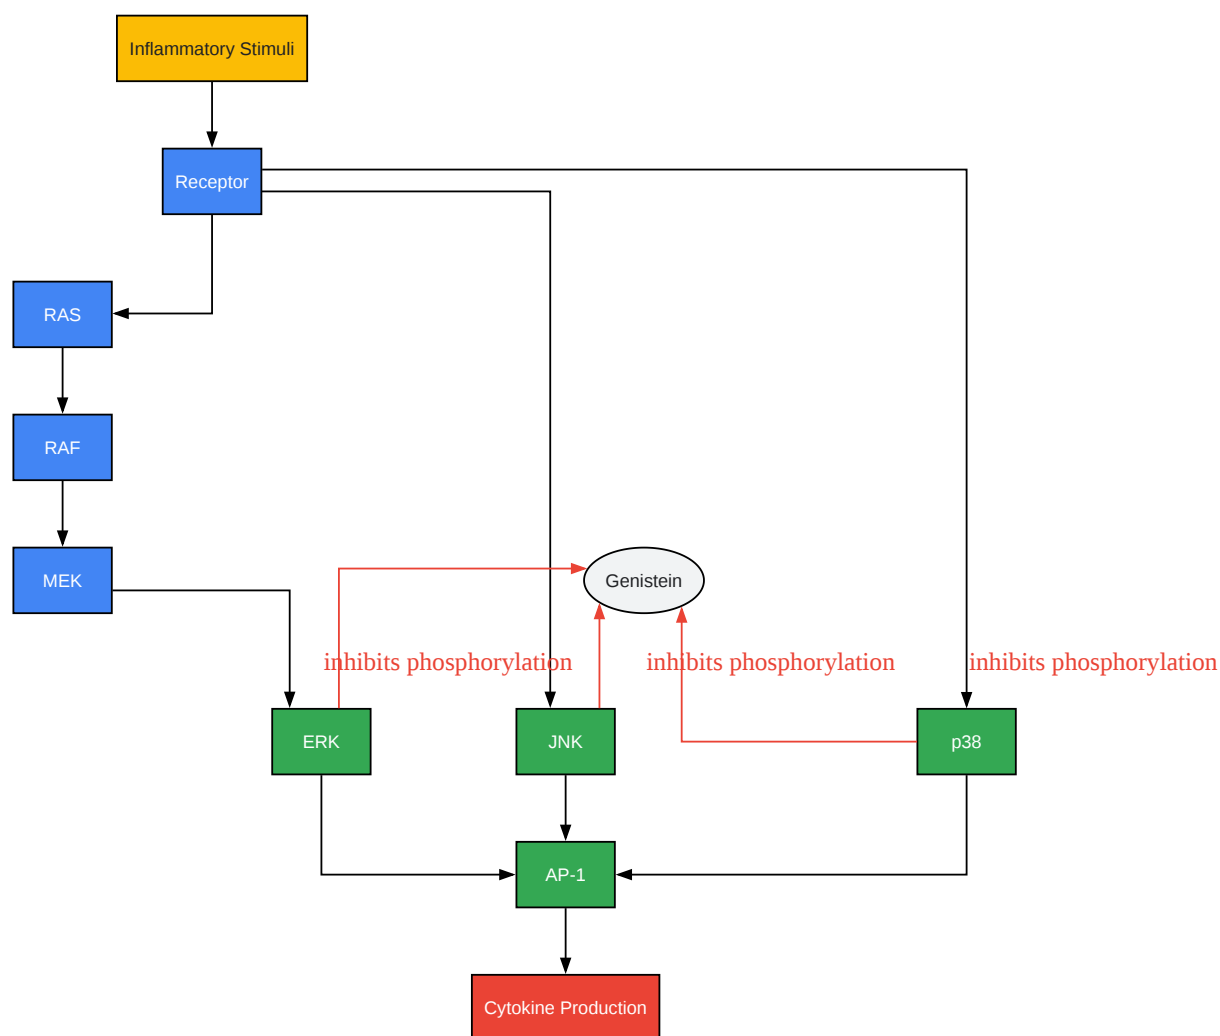 Inflammatory Stimuli
Receptor
RAS
RAF
MEK
Genistein
inhibits phosphorylation
inhibits phosphorylation
inhibits phosphorylation
ERK
JNK
p38
AP-1
Cytokine Production